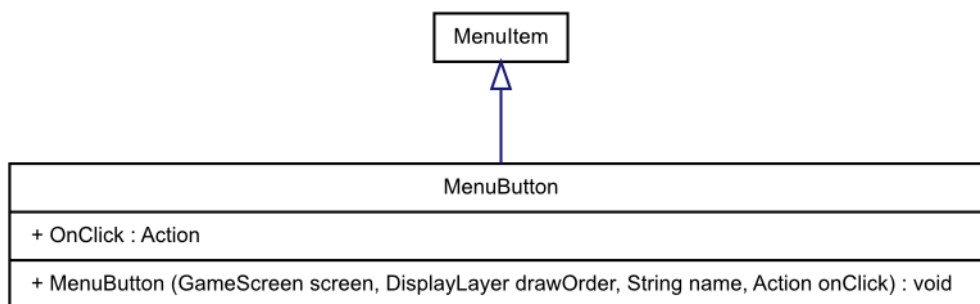 MenuItem
MenuButton
+ OnClick : Action
+ MenuButton (GameScreen screen, DisplayLayer drawOrder, String name, Action onClick) : void